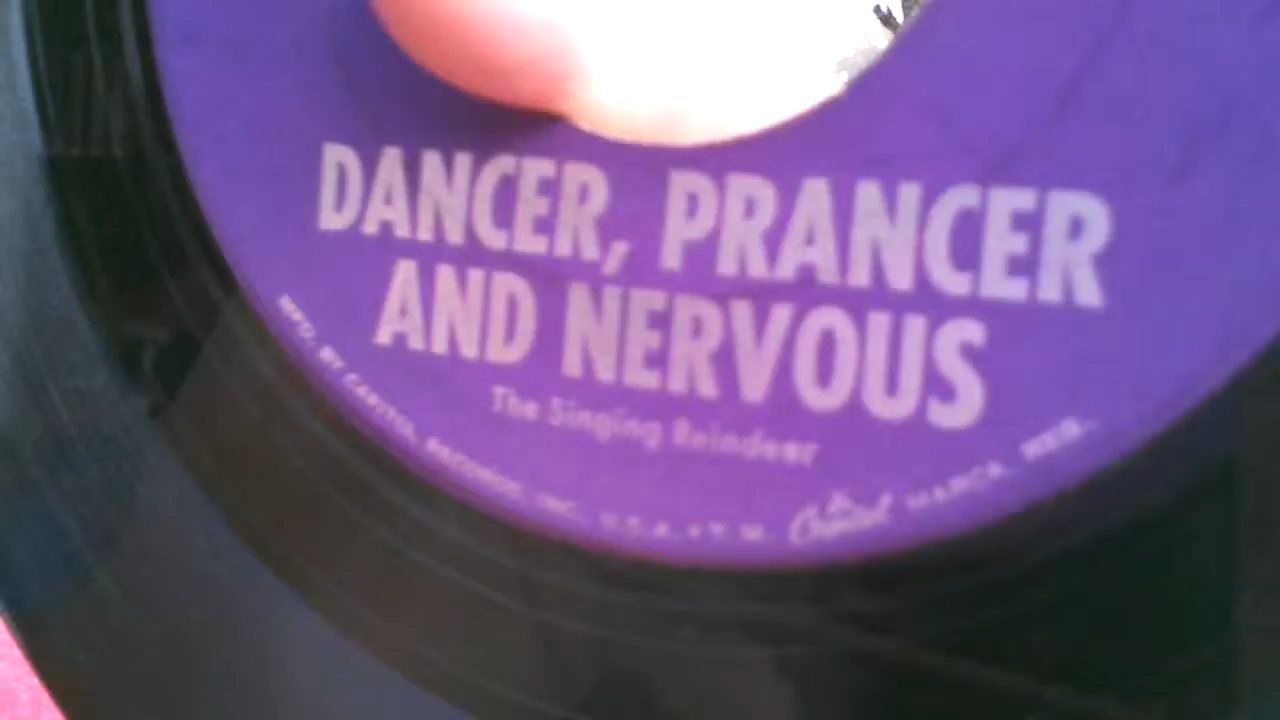 DANCER, PRANCER
AND NERVOUS
The Singing Reindeer
MFD. BY CAPITOL RECORDS, INC. U.S.A. • T.M. Capitol MARCA REG.